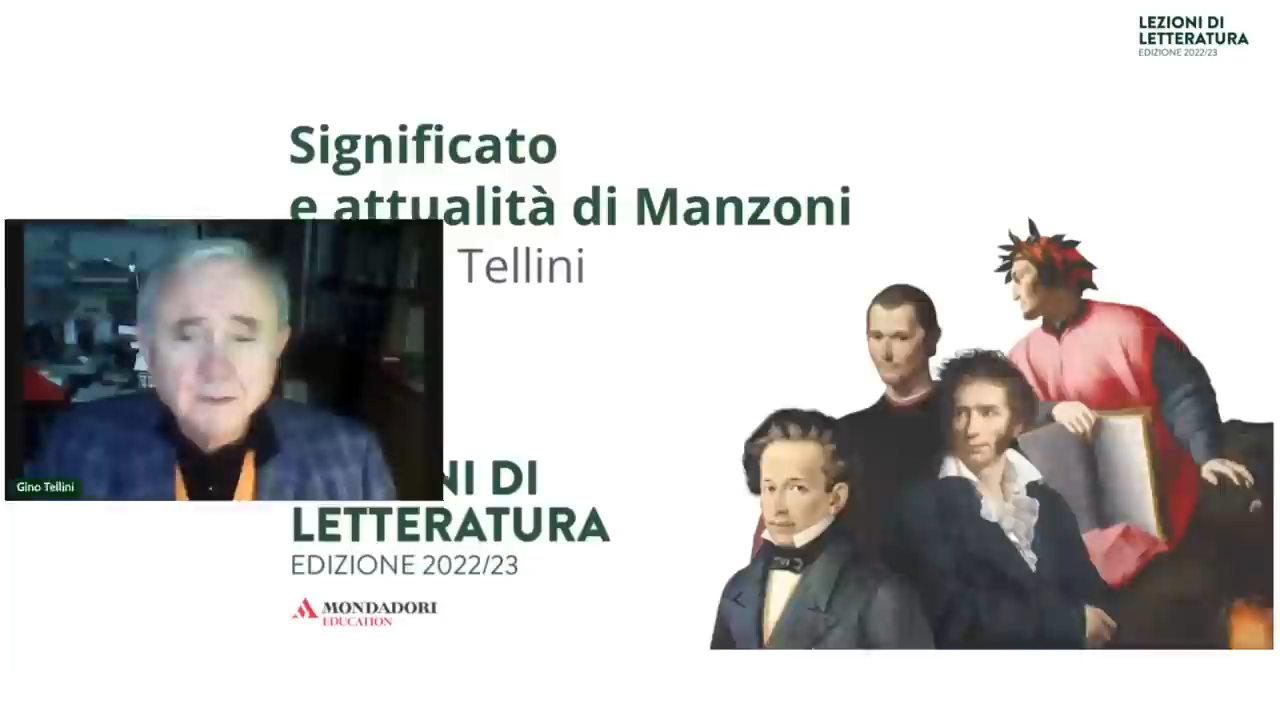 LEZIONI DI
LETTERATURA
EDIZIONE 2022/23
Significato
e attualità di Manzoni
Tellini
Gino Tellini
NI DI
LETTERATURA
EDIZIONE 2022/23
MONDADORI
EDUCATION